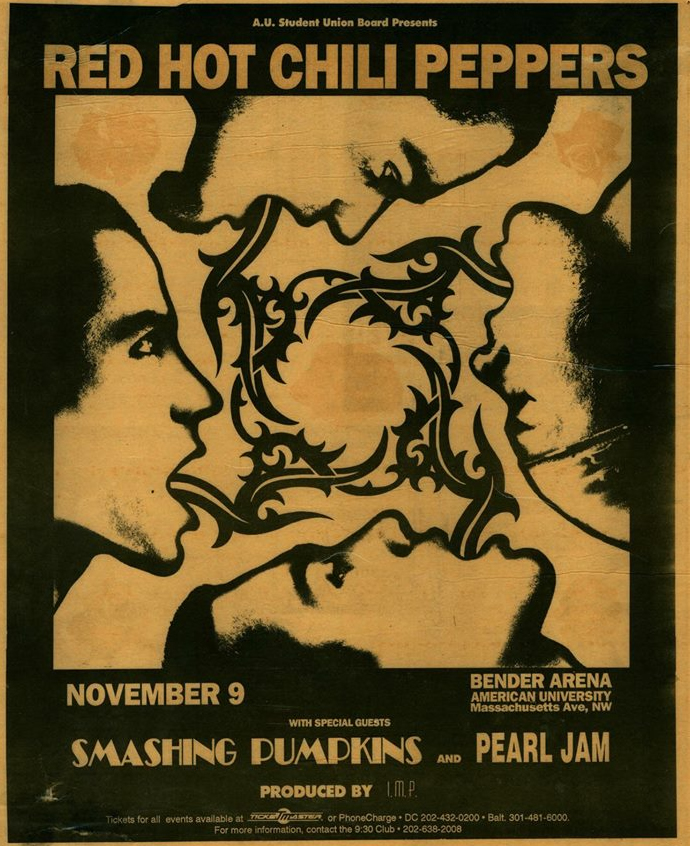 A.U. Student Union Board Presents
RED HOT CHILI PEPPERS
NOVEMBER 9
BENDER ARENA
AMERICAN UNIVERSITY
Massachusetts Ave, NW
WITH SPECIAL GUESTS
SMASHING PUMPKINS AND PEARL JAM
PRODUCED BY I.M.P.
Tickets for all events available at TICKETMASTER or PhoneCharge • DC 202-432-0200 • Balt. 301-481-6000.
For more information, contact the 9:30 Club • 202-638-2008